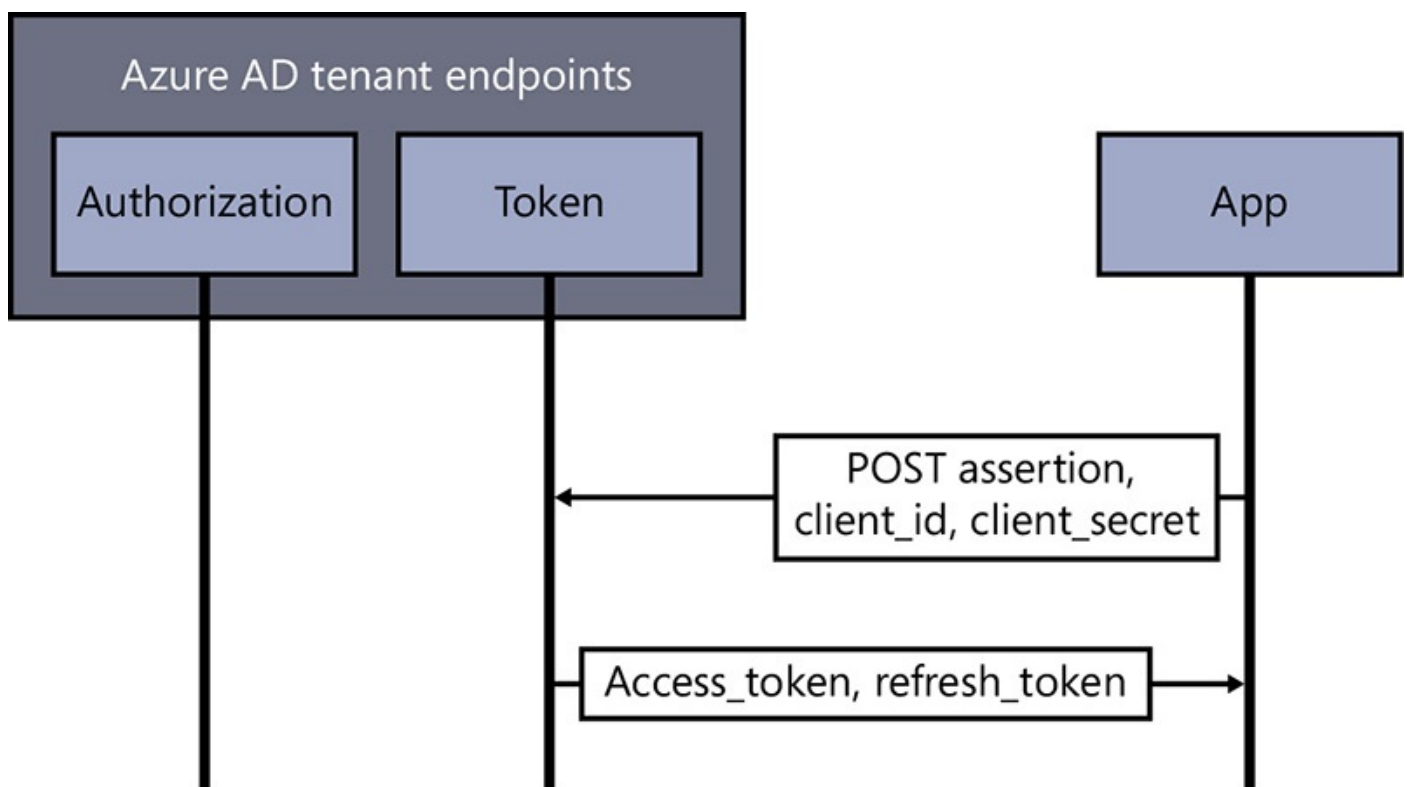 Azure AD tenant endpoints
Authorization
Token
App
POST assertion,
client_id, client_secret
Access_token, refresh_token